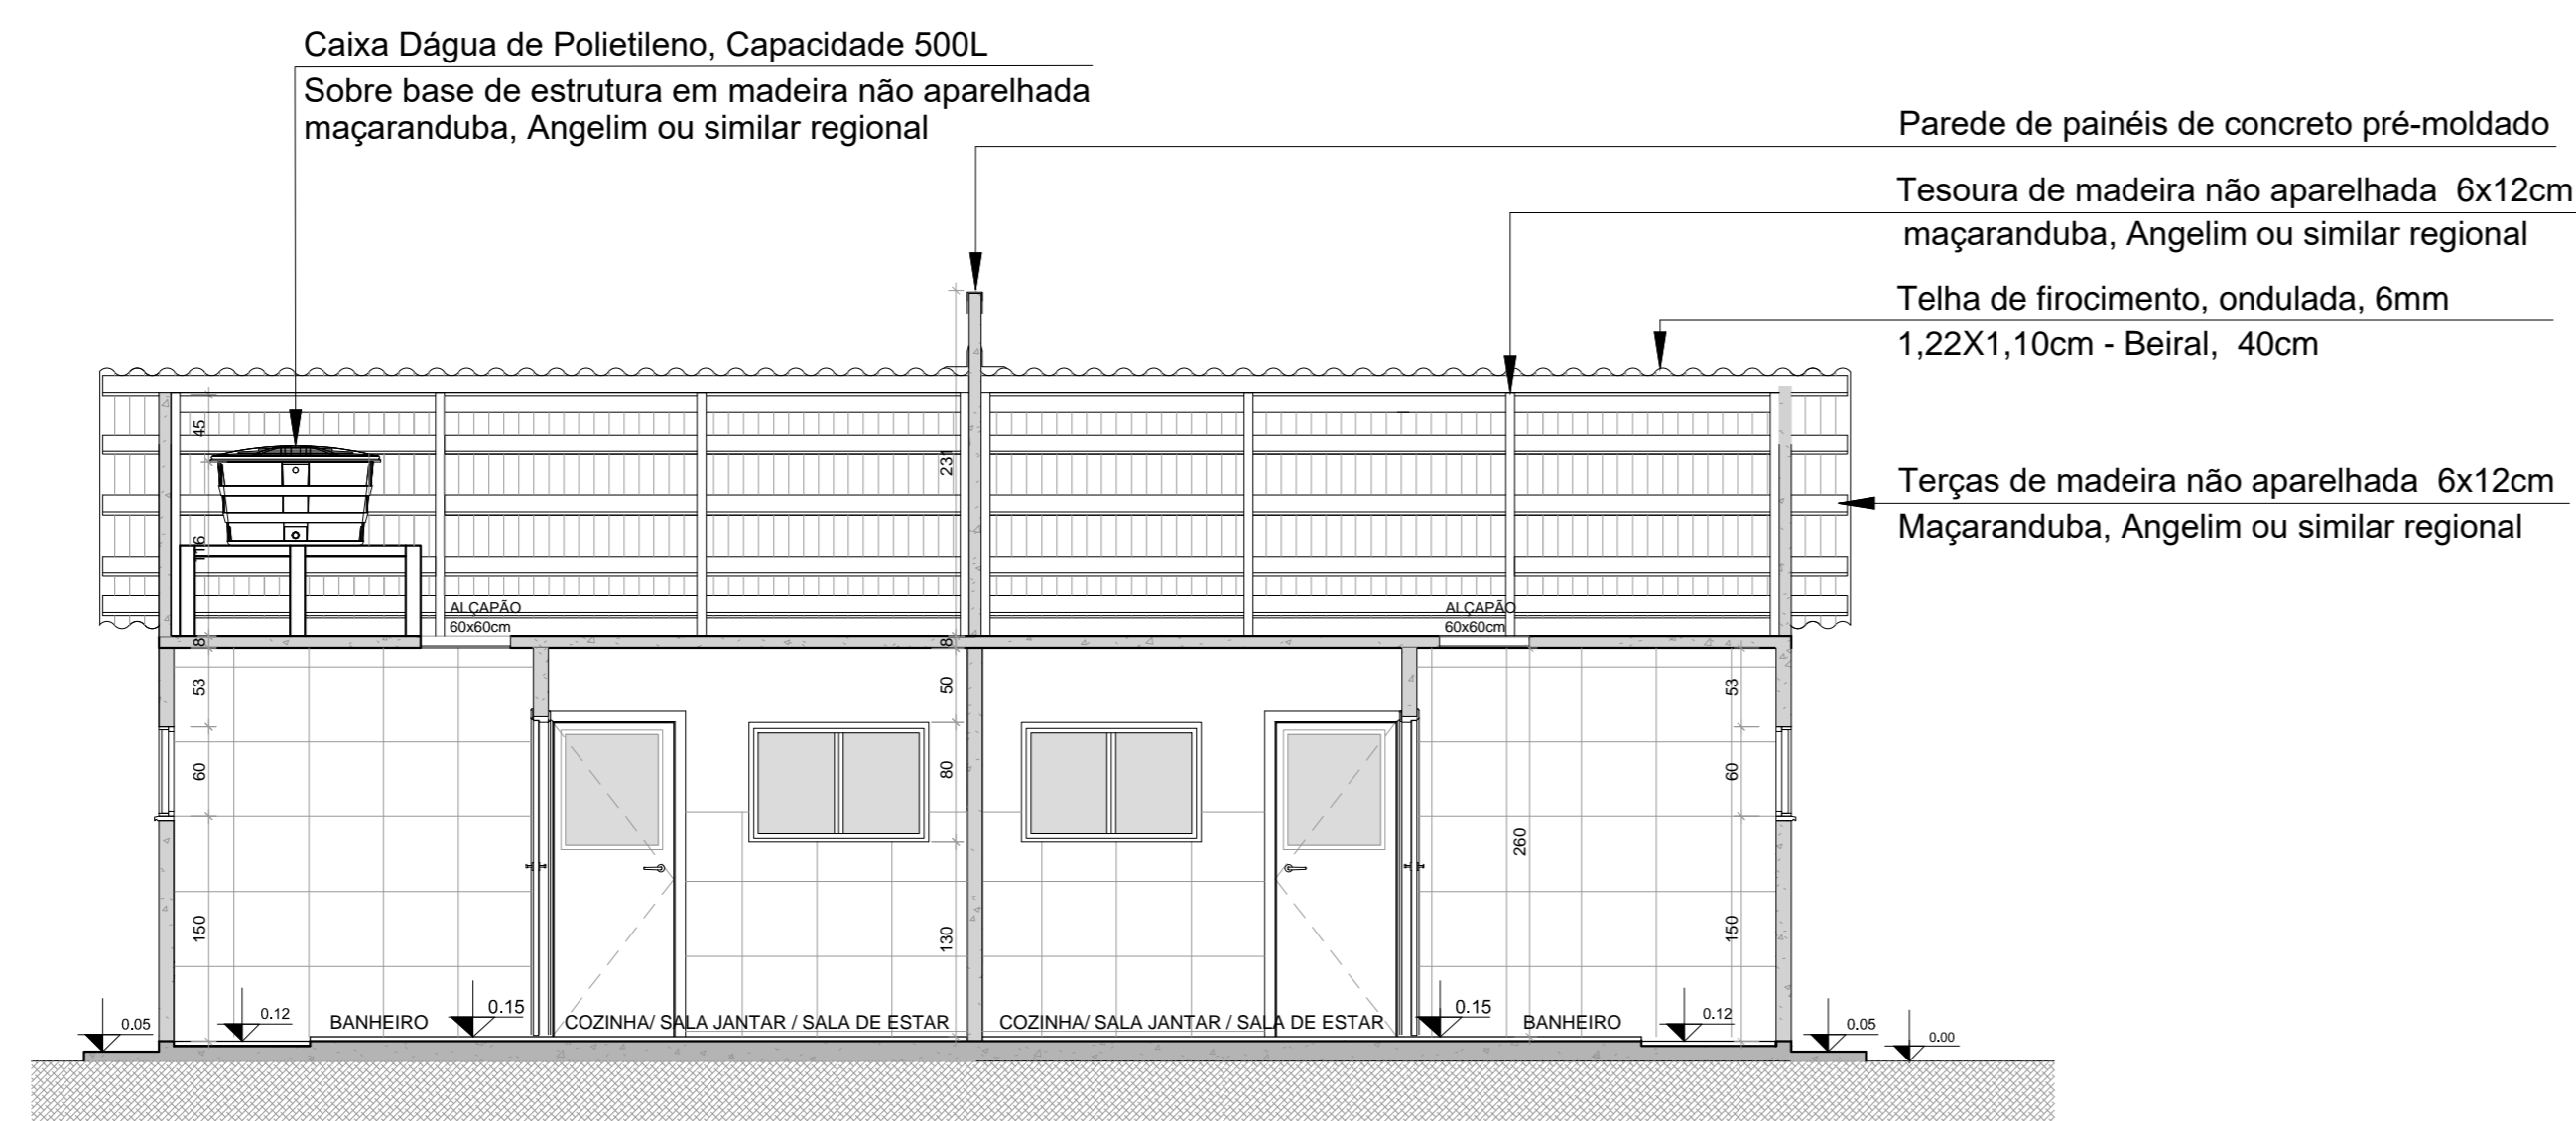 Caixa Dágua de Polietileno, Capacidade 500L
Sobre base de estrutura em madeira não aparelhada
maçaranduba, Angelim ou similar regional
Parede de painéis de concreto pré-moldado
Tesoura de madeira não aparelhada 6x12cm
maçaranduba, Angelim ou similar regional
Telha de firocimento, ondulada, 6mm
1,22X1,10cm - Beiral, 40cm
Terças de madeira não aparelhada 6x12cm
Maçaranduba, Angelim ou similar regional
45
231
116
ALÇAPÃO
60x60cm
ALÇAPÃO
60x60cm
8
8
53
50
53
60
80
60
260
150
130
150
0.05
0.12
BANHEIRO
0.15
COZINHA/ SALA JANTAR / SALA DE ESTAR
COZINHA/ SALA JANTAR / SALA DE ESTAR
0.15
BANHEIRO
0.12
0.05
0.00